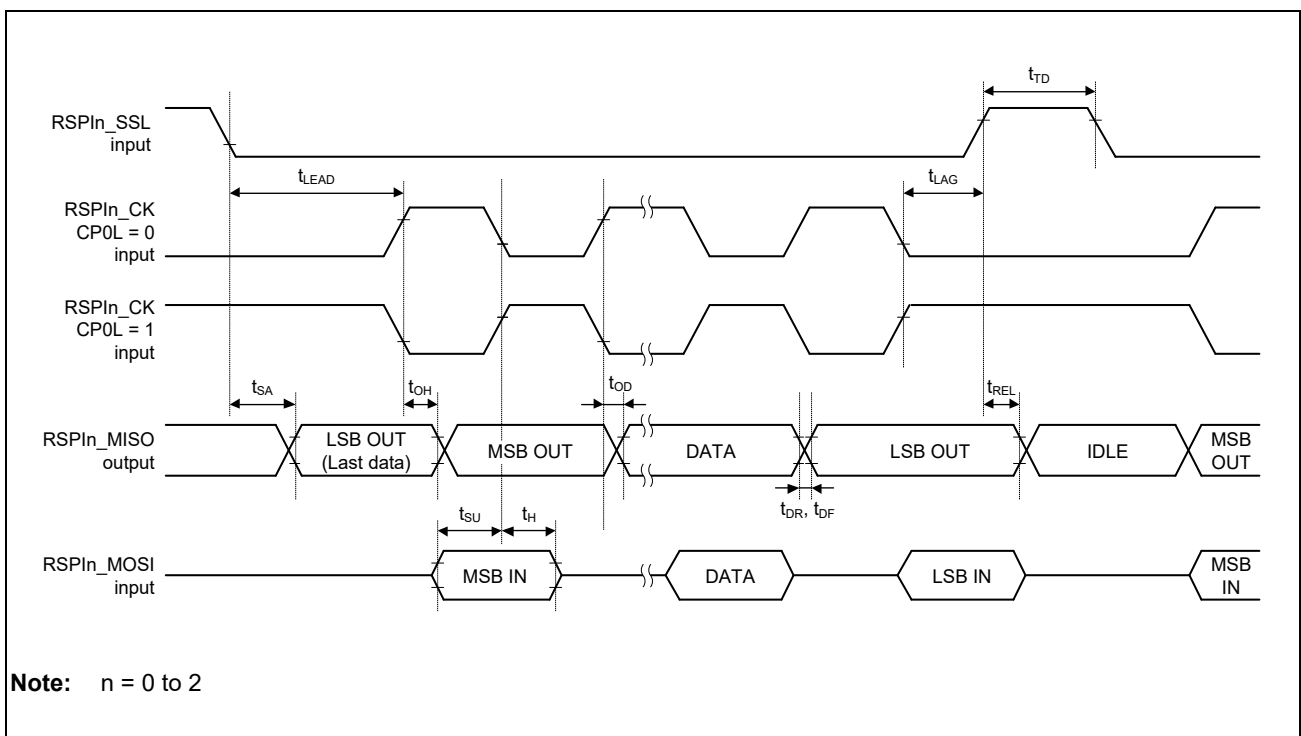 tTD
RSPIn_SSL
input
tLEAD
tLAG
RSPIn_CK
CP0L = 0
input
RSPIn_CK
CP0L = 1
input
tSA
tOH
tOD
tREL
RSPIn_MISO
output
LSB OUT
(Last data)
MSB OUT
DATA
LSB OUT
IDLE
MSB
OUT
tDR, tDF
tSU
tH
RSPIn_MOSI
input
MSB IN
DATA
LSB IN
MSB
IN
Note: n = 0 to 2